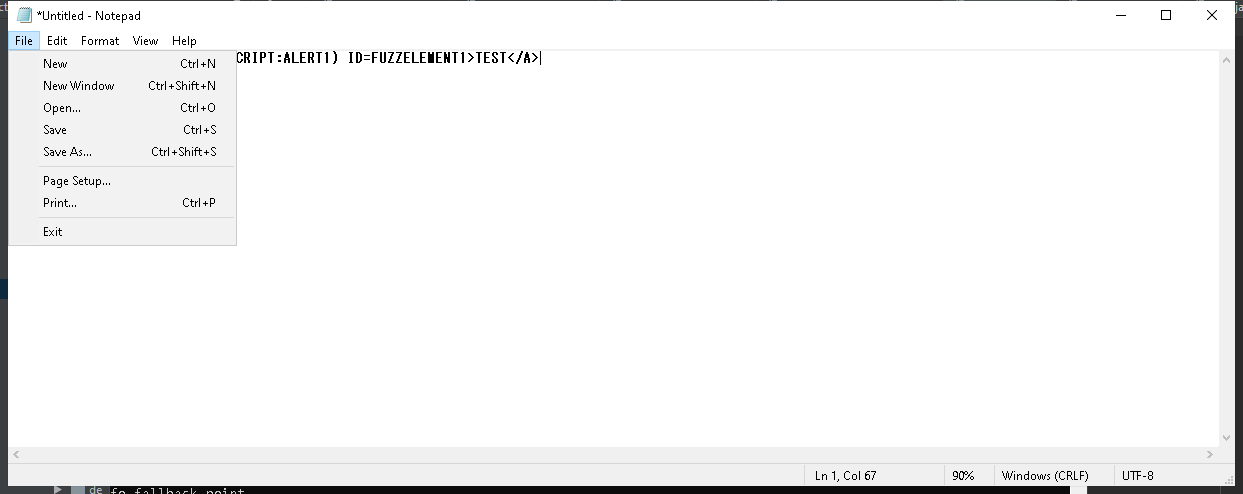 *Untitled - Notepad
File Edit Format View Help
CRIPT:ALERT1) ID=FUZZELEMENT1>TEST</A>
New Ctrl+N
New Window Ctrl+Shift+N
Open... Ctrl+O
Save Ctrl+S
Save As... Ctrl+Shift+S
Page Setup...
Print... Ctrl+P
Exit
Ln 1, Col 67 90% Windows (CRLF) UTF-8
de fo fallback point